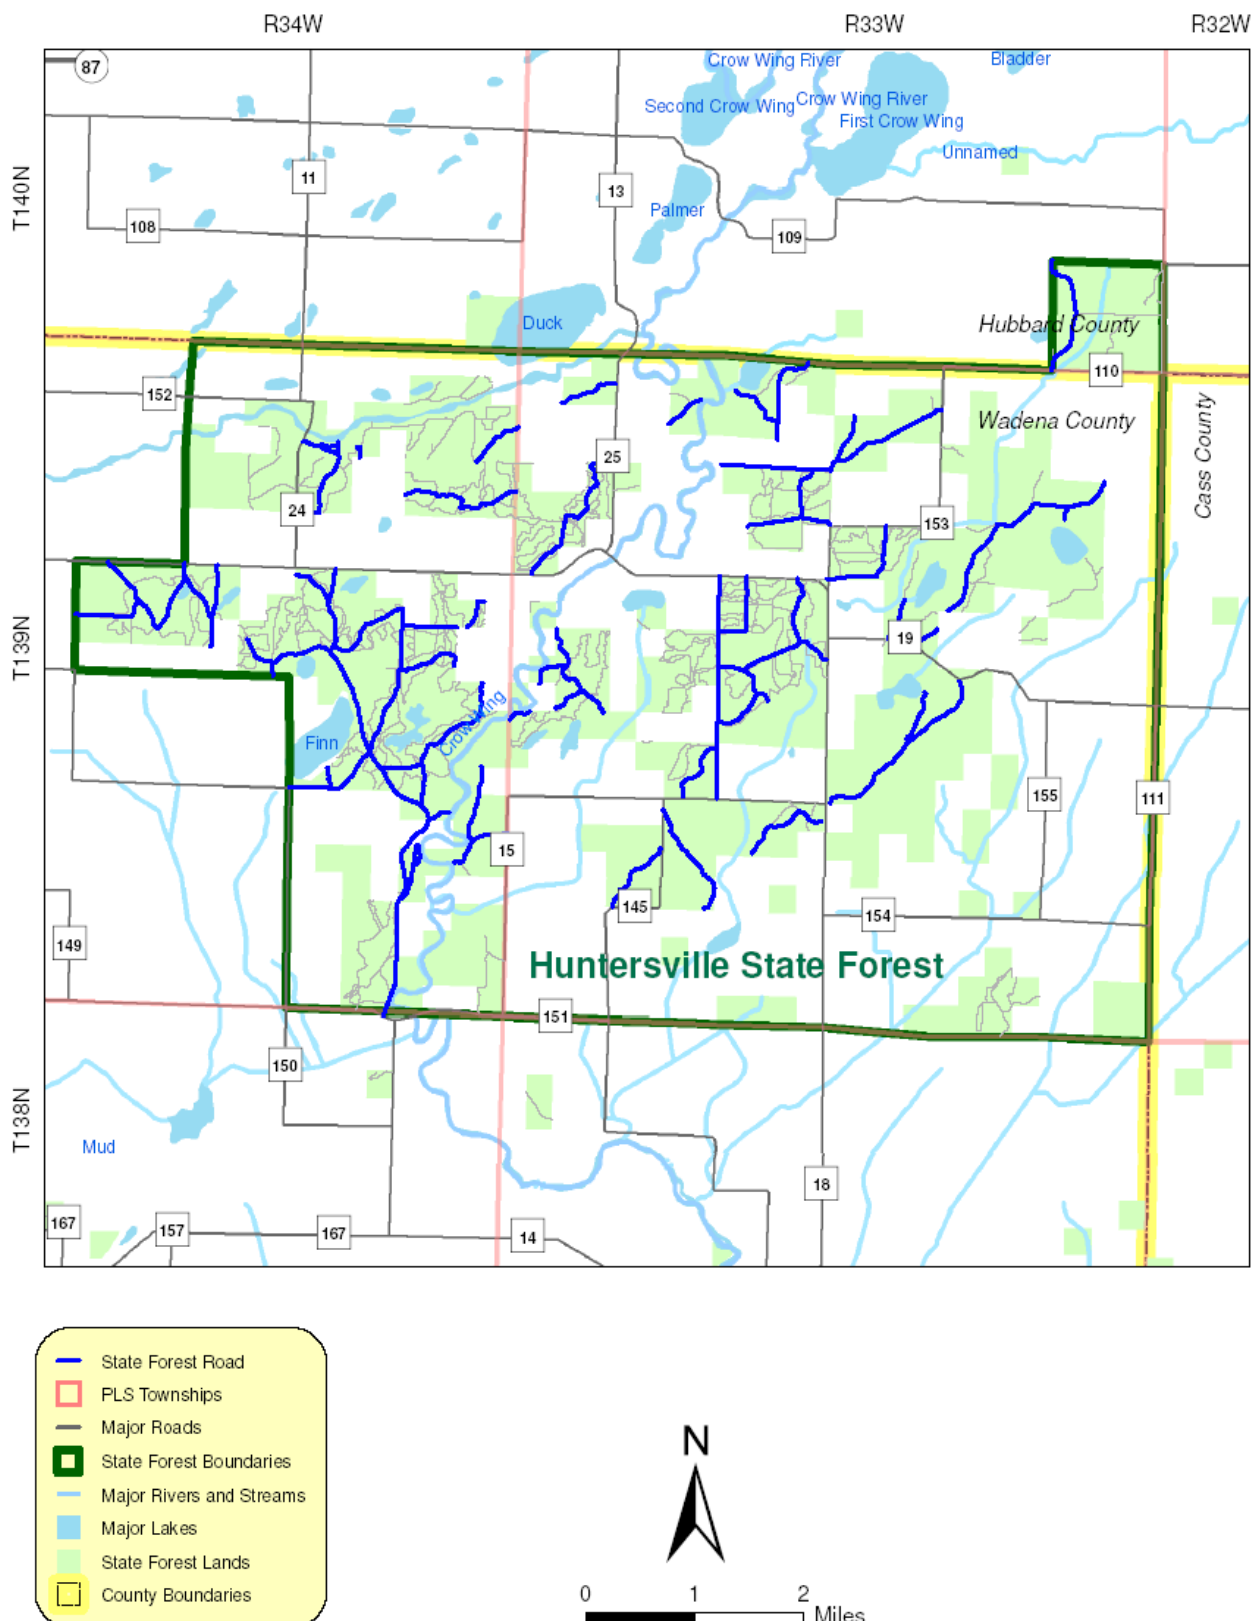 R34W
R33W
R32W
87
Crow Wing River
Bladder
Second Crow Wing
Crow Wing River
First Crow Wing
Unnamed
T140N
11
13
Palmer
108
109
Duck
Hubbard County
110
152
Cass County
Wadena County
25
24
153
T139N
19
Crow Wing
Finn
155
111
15
145
154
149
Huntersville State Forest
151
150
T138N
Mud
18
167
157
167
14
State Forest Road
PLS Townships
Major Roads
State Forest Boundaries
Major Rivers and Streams
Major Lakes
State Forest Lands
County Boundaries
N
0 1 2
Miles